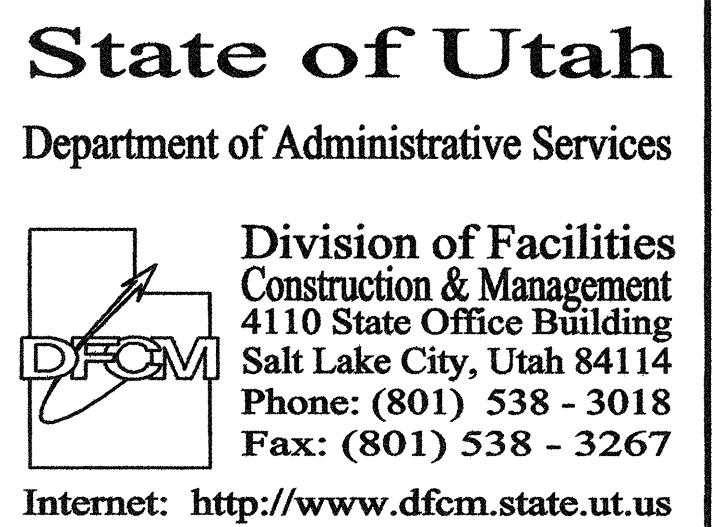 State of Utah
Department of Administrative Services
DFCM
Division of Facilities
Construction & Management
4110 State Office Building
Salt Lake City, Utah 84114
Phone: (801) 538 - 3018
Fax: (801) 538 - 3267
Internet: http://www.dfcm.state.ut.us